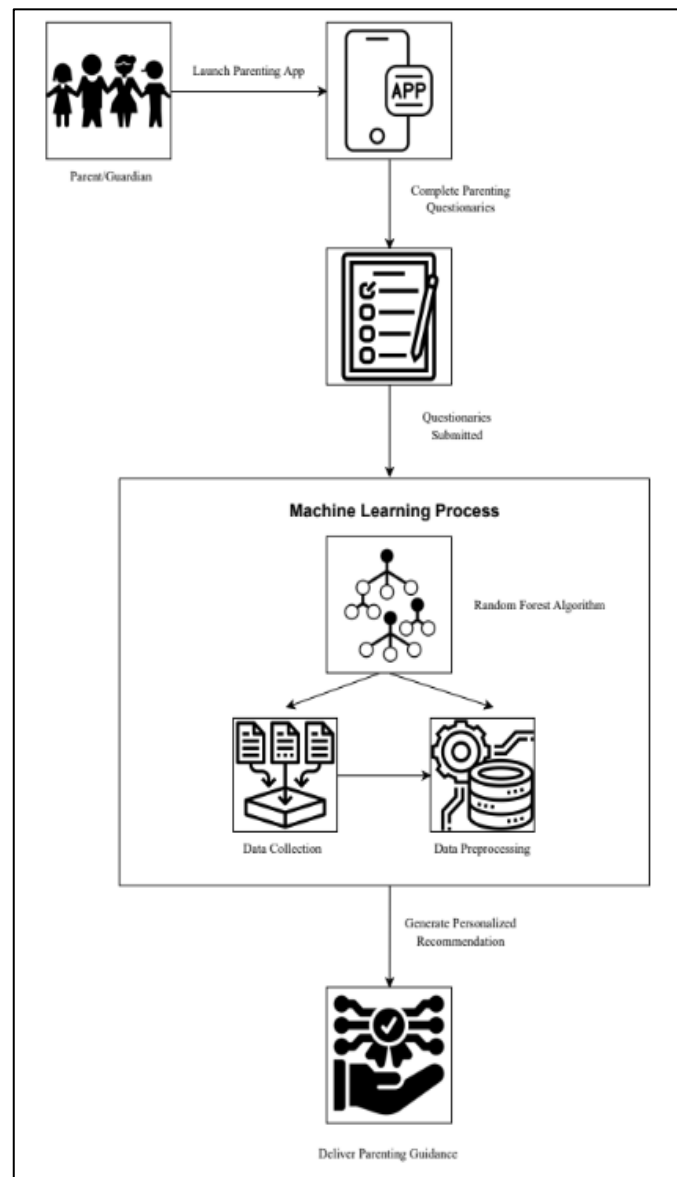 Launch Parenting App
APP
Parent/Guardian
Complete Parenting
Questionaries
Questionaries
Submitted
Machine Learning Process
Random Forest Algorithm
Data Collection
Data Preprocessing
Generate Personalized
Recommendation
Deliver Parenting Guidance